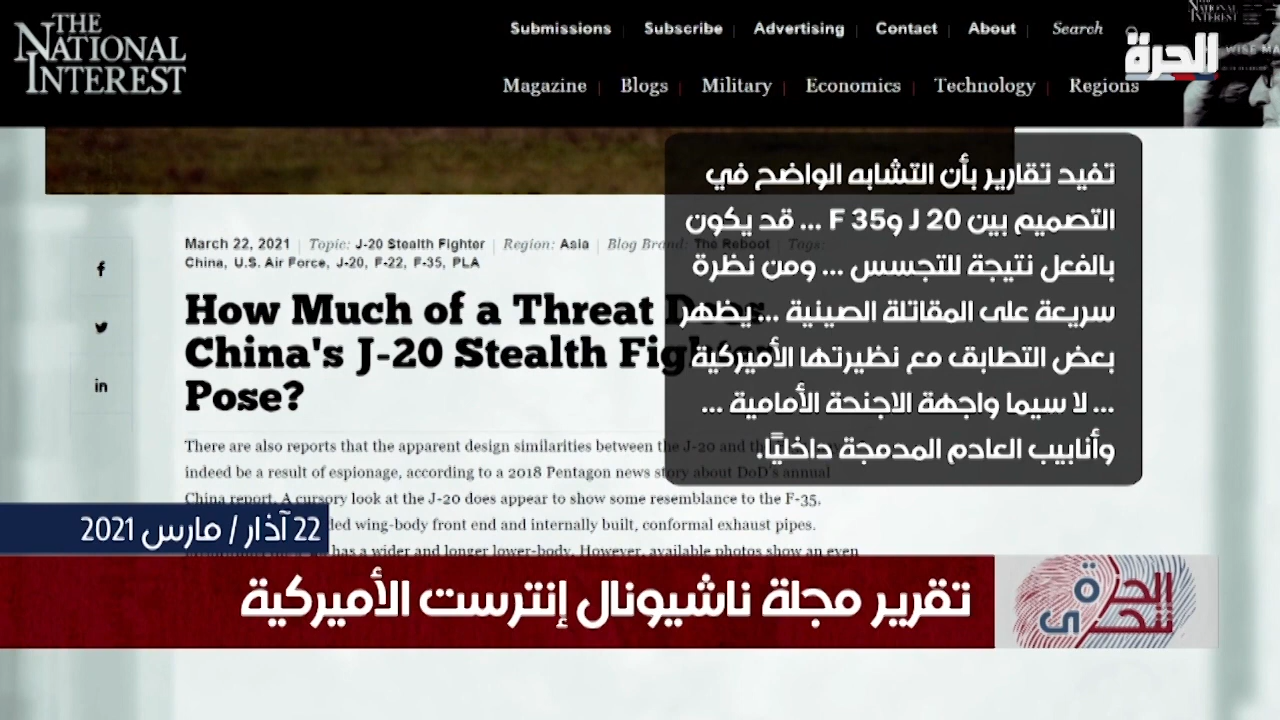 THE NATIONAL INTEREST
Submissions | Subscribe | Advertising | Contact | About | Search
Magazine | Blogs | Military | Economics | Technology | Regions
الحرة
WISE MA
تفيد تقارير بأن التشابه الواضح في
التصميم بين J 20 وF 35 ... قد يكون
بالفعل نتيجة للتجسس ... ومن نظرة
سريعة على المقاتلة الصينية ... يظهر
بعض التطابق مع نظيرتها الأميركية
... لا سيما واجهة الاجنحة الأمامية ...
وأنابيب العادم المدمجة داخليًا.
March 22, 2021 | Topic: J-20 Stealth Fighter | Region: Asia | Blog Brand: The Reboot | Tags:
China, U.S. Air Force, J-20, F-22, F-35, PLA
How Much of a Threat Does
China's J-20 Stealth Fighter
Pose?
There are also reports that the apparent design similarities between the J-20 and the
indeed be a result of espionage, according to a 2018 Pentagon news story about DoD's annual
China report. A cursory look at the J-20 does appear to show some resemblance to the F-35,
ded wing-body front end and internally built, conformal exhaust pipes.
has a wider and longer lower-body. However, available photos show an even
22 آذار / مارس 2021
تقرير مجلة ناشيونال إنترست الأميركية
الحرة
تتحرى